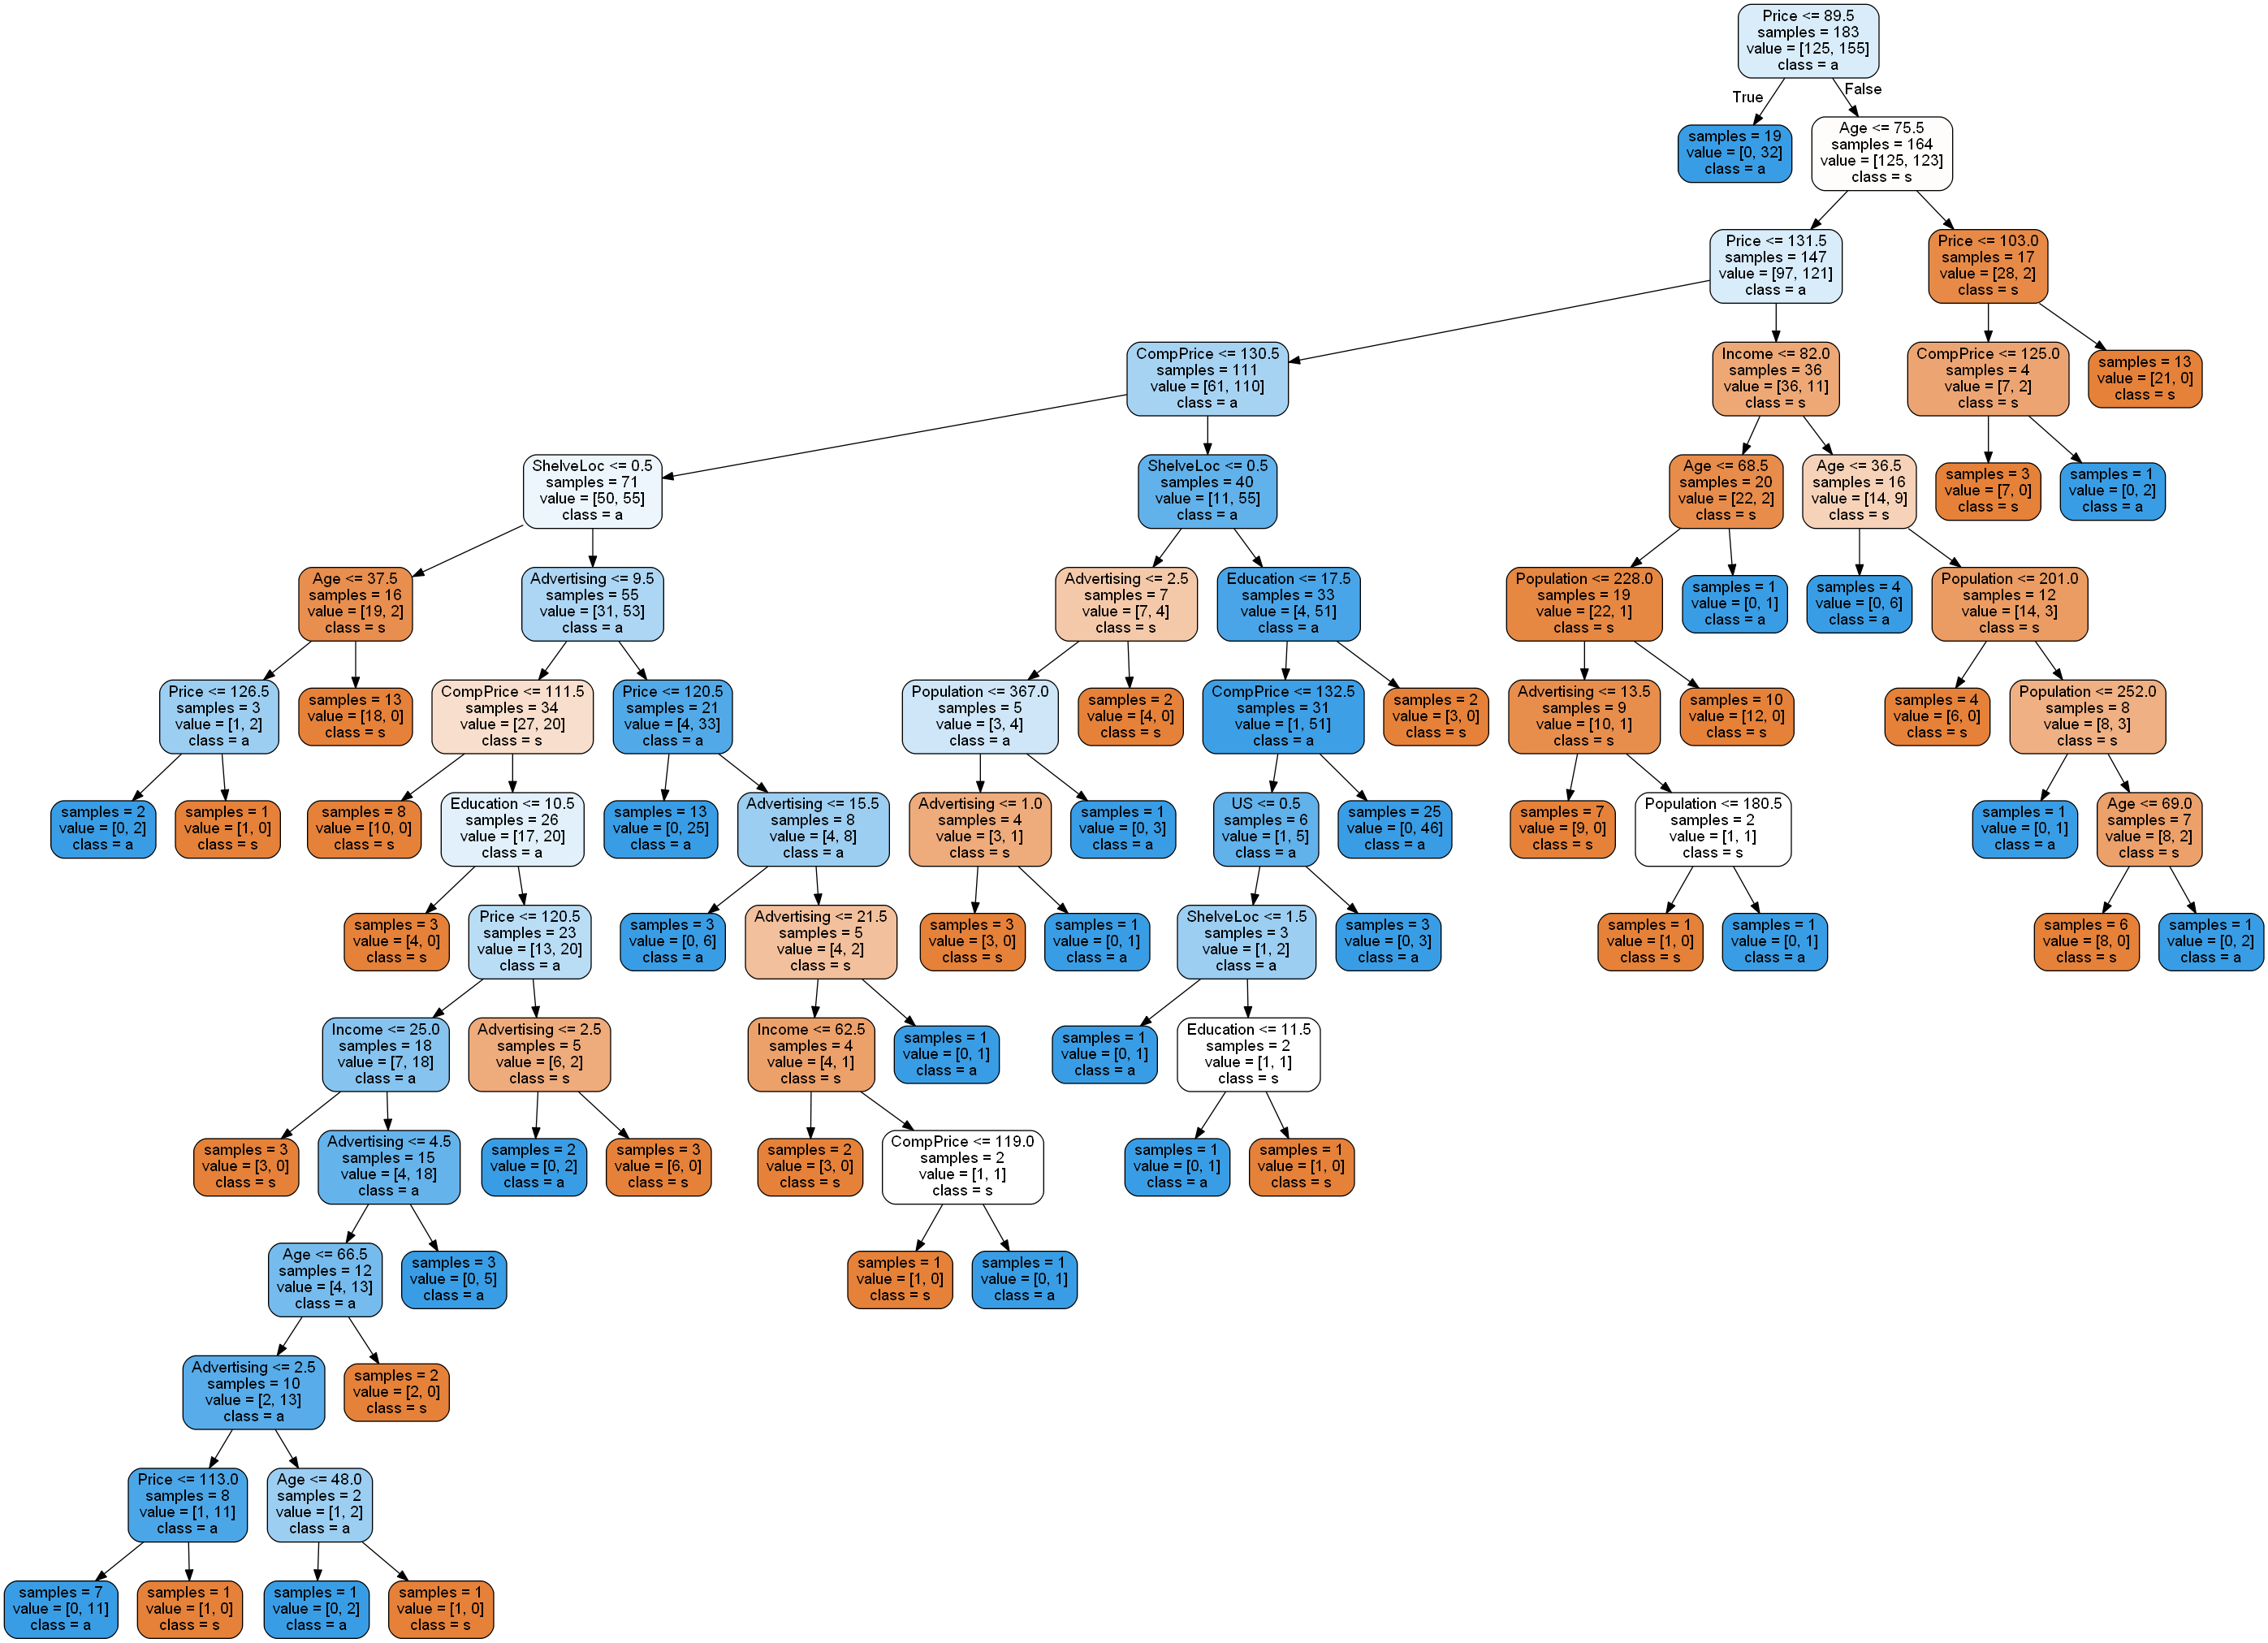 Price <= 89.5
samples = 183
value = [125, 155]
class = a
True
False
samples = 19
value = [0, 32]
class = a
Age <= 75.5
samples = 164
value = [125, 123]
class = s
Price <= 131.5
samples = 147
value = [97, 121]
class = a
Price <= 103.0
samples = 17
value = [28, 2]
class = s
CompPrice <= 130.5
samples = 111
value = [61, 110]
class = a
Income <= 82.0
samples = 36
value = [36, 11]
class = s
CompPrice <= 125.0
samples = 4
value = [7, 2]
class = s
samples = 13
value = [21, 0]
class = s
ShelveLoc <= 0.5
samples = 71
value = [50, 55]
class = a
ShelveLoc <= 0.5
samples = 40
value = [11, 55]
class = a
Age <= 68.5
samples = 20
value = [22, 2]
class = s
Age <= 36.5
samples = 16
value = [14, 9]
class = s
samples = 3
value = [7, 0]
class = s
samples = 1
value = [0, 2]
class = a
Age <= 37.5
samples = 16
value = [19, 2]
class = s
Advertising <= 9.5
samples = 55
value = [31, 53]
class = a
Advertising <= 2.5
samples = 7
value = [7, 4]
class = s
Education <= 17.5
samples = 33
value = [4, 51]
class = a
Population <= 228.0
samples = 19
value = [22, 1]
class = s
samples = 1
value = [0, 1]
class = a
samples = 4
value = [0, 6]
class = a
Population <= 201.0
samples = 12
value = [14, 3]
class = s
Price <= 126.5
samples = 3
value = [1, 2]
class = a
samples = 13
value = [18, 0]
class = s
CompPrice <= 111.5
samples = 34
value = [27, 20]
class = s
Price <= 120.5
samples = 21
value = [4, 33]
class = a
Population <= 367.0
samples = 5
value = [3, 4]
class = a
samples = 2
value = [4, 0]
class = s
CompPrice <= 132.5
samples = 31
value = [1, 51]
class = a
samples = 2
value = [3, 0]
class = s
Advertising <= 13.5
samples = 9
value = [10, 1]
class = s
samples = 10
value = [12, 0]
class = s
samples = 4
value = [6, 0]
class = s
Population <= 252.0
samples = 8
value = [8, 3]
class = s
samples = 2
value = [0, 2]
class = a
samples = 1
value = [1, 0]
class = s
samples = 8
value = [10, 0]
class = s
Education <= 10.5
samples = 26
value = [17, 20]
class = a
samples = 13
value = [0, 25]
class = a
Advertising <= 15.5
samples = 8
value = [4, 8]
class = a
Advertising <= 1.0
samples = 4
value = [3, 1]
class = s
samples = 1
value = [0, 3]
class = a
US <= 0.5
samples = 6
value = [1, 5]
class = a
samples = 25
value = [0, 46]
class = a
samples = 7
value = [9, 0]
class = s
Population <= 180.5
samples = 2
value = [1, 1]
class = s
samples = 1
value = [0, 1]
class = a
Age <= 69.0
samples = 7
value = [8, 2]
class = s
samples = 3
value = [4, 0]
class = s
Price <= 120.5
samples = 23
value = [13, 20]
class = a
samples = 3
value = [0, 6]
class = a
Advertising <= 21.5
samples = 5
value = [4, 2]
class = s
samples = 3
value = [3, 0]
class = s
samples = 1
value = [0, 1]
class = a
ShelveLoc <= 1.5
samples = 3
value = [1, 2]
class = a
samples = 3
value = [0, 3]
class = a
samples = 1
value = [1, 0]
class = s
samples = 1
value = [0, 1]
class = a
samples = 6
value = [8, 0]
class = s
samples = 1
value = [0, 2]
class = a
Income <= 25.0
samples = 18
value = [7, 18]
class = a
Advertising <= 2.5
samples = 5
value = [6, 2]
class = s
Income <= 62.5
samples = 4
value = [4, 1]
class = s
samples = 1
value = [0, 1]
class = a
samples = 1
value = [0, 1]
class = a
Education <= 11.5
samples = 2
value = [1, 1]
class = s
samples = 3
value = [3, 0]
class = s
Advertising <= 4.5
samples = 15
value = [4, 18]
class = a
samples = 2
value = [0, 2]
class = a
samples = 3
value = [6, 0]
class = s
samples = 2
value = [3, 0]
class = s
CompPrice <= 119.0
samples = 2
value = [1, 1]
class = s
samples = 1
value = [0, 1]
class = a
samples = 1
value = [1, 0]
class = s
Age <= 66.5
samples = 12
value = [4, 13]
class = a
samples = 3
value = [0, 5]
class = a
samples = 1
value = [1, 0]
class = s
samples = 1
value = [0, 1]
class = a
Advertising <= 2.5
samples = 10
value = [2, 13]
class = a
samples = 2
value = [2, 0]
class = s
Price <= 113.0
samples = 8
value = [1, 11]
class = a
Age <= 48.0
samples = 2
value = [1, 2]
class = a
samples = 7
value = [0, 11]
class = a
samples = 1
value = [1, 0]
class = s
samples = 1
value = [0, 2]
class = a
samples = 1
value = [1, 0]
class = s